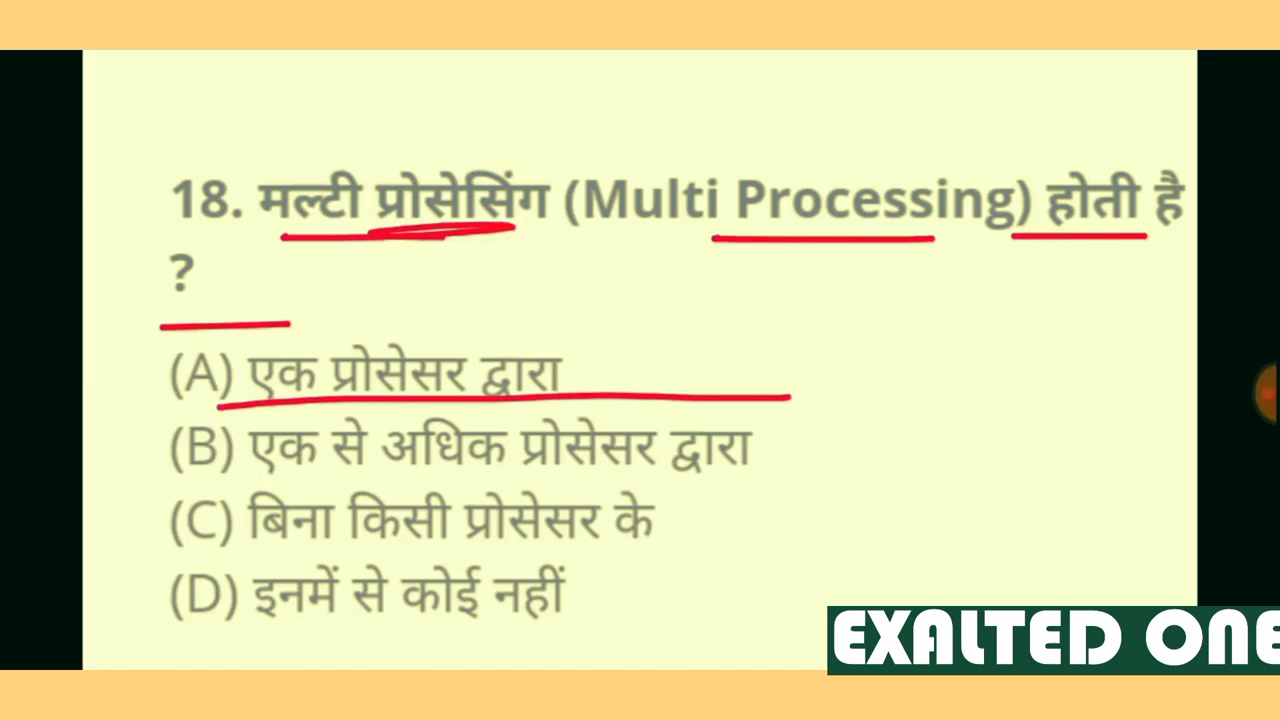 18. मल्टी प्रोसेसिंग (Multi Processing) होती है
?
(A) एक प्रोसेसर द्वारा
(B) एक से अधिक प्रोसेसर द्वारा
(C) बिना किसी प्रोसेसर के
(D) इनमें से कोई नहीं
EXALTED ONE